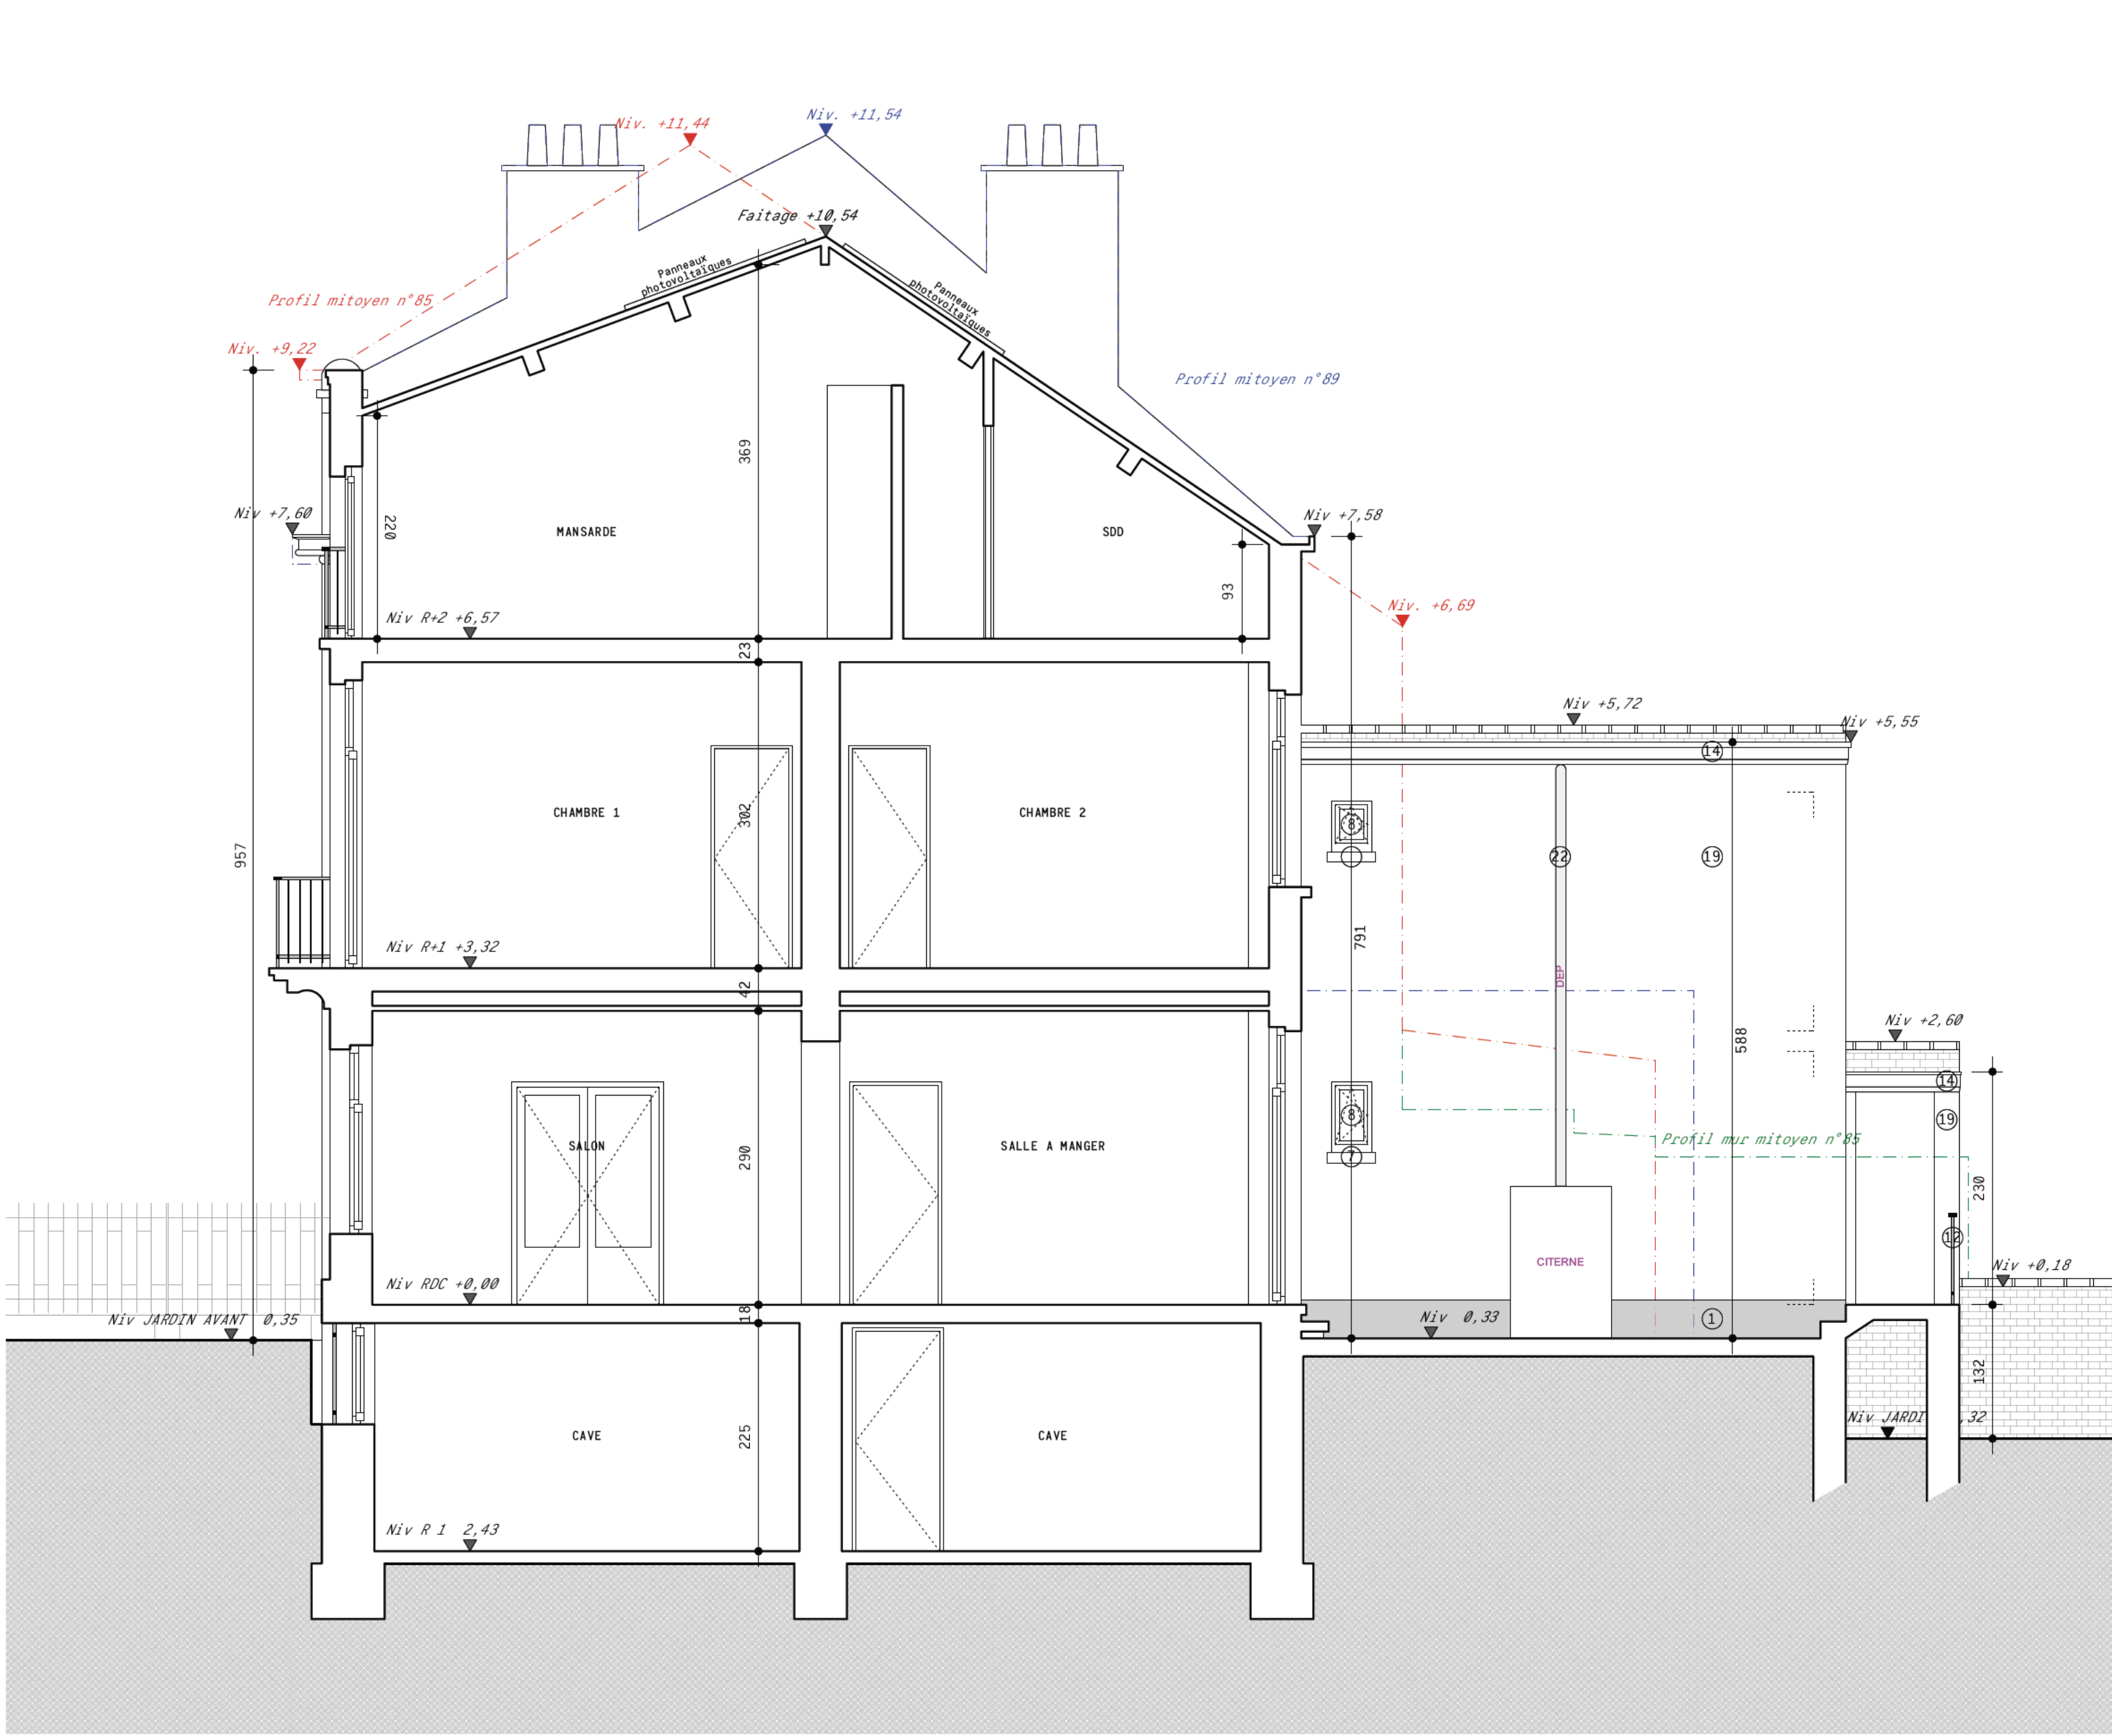 Niv. +11,44
Niv. +11,54
Faitage +10,54
Panneaux
photovoltaïques
Panneaux
photovoltaïques
Profil mitoyen n°85
Niv. +9,22
Profil mitoyen n°89
369
Niv +7,60
220
MANSARDE
SDD
Niv +7,58
93
Niv R+2 +6,57
Niv. +6,69
23
Niv +5,72
Niv +5,55
14
CHAMBRE 1
302
CHAMBRE 2
8
957
22
19
791
Niv R+1 +3,32
DEP
42
Niv +2,60
588
14
8
19
SALON
290
SALLE A MANGER
7
Profil mur mitoyen n°85
230
12
CITERNE
Niv RDC +0,00
Niv +0,18
Niv JARDIN AVANT 0,35
18
Niv 0,33
1
132
Niv JARDI ,32
CAVE
225
CAVE
Niv R 1 2,43